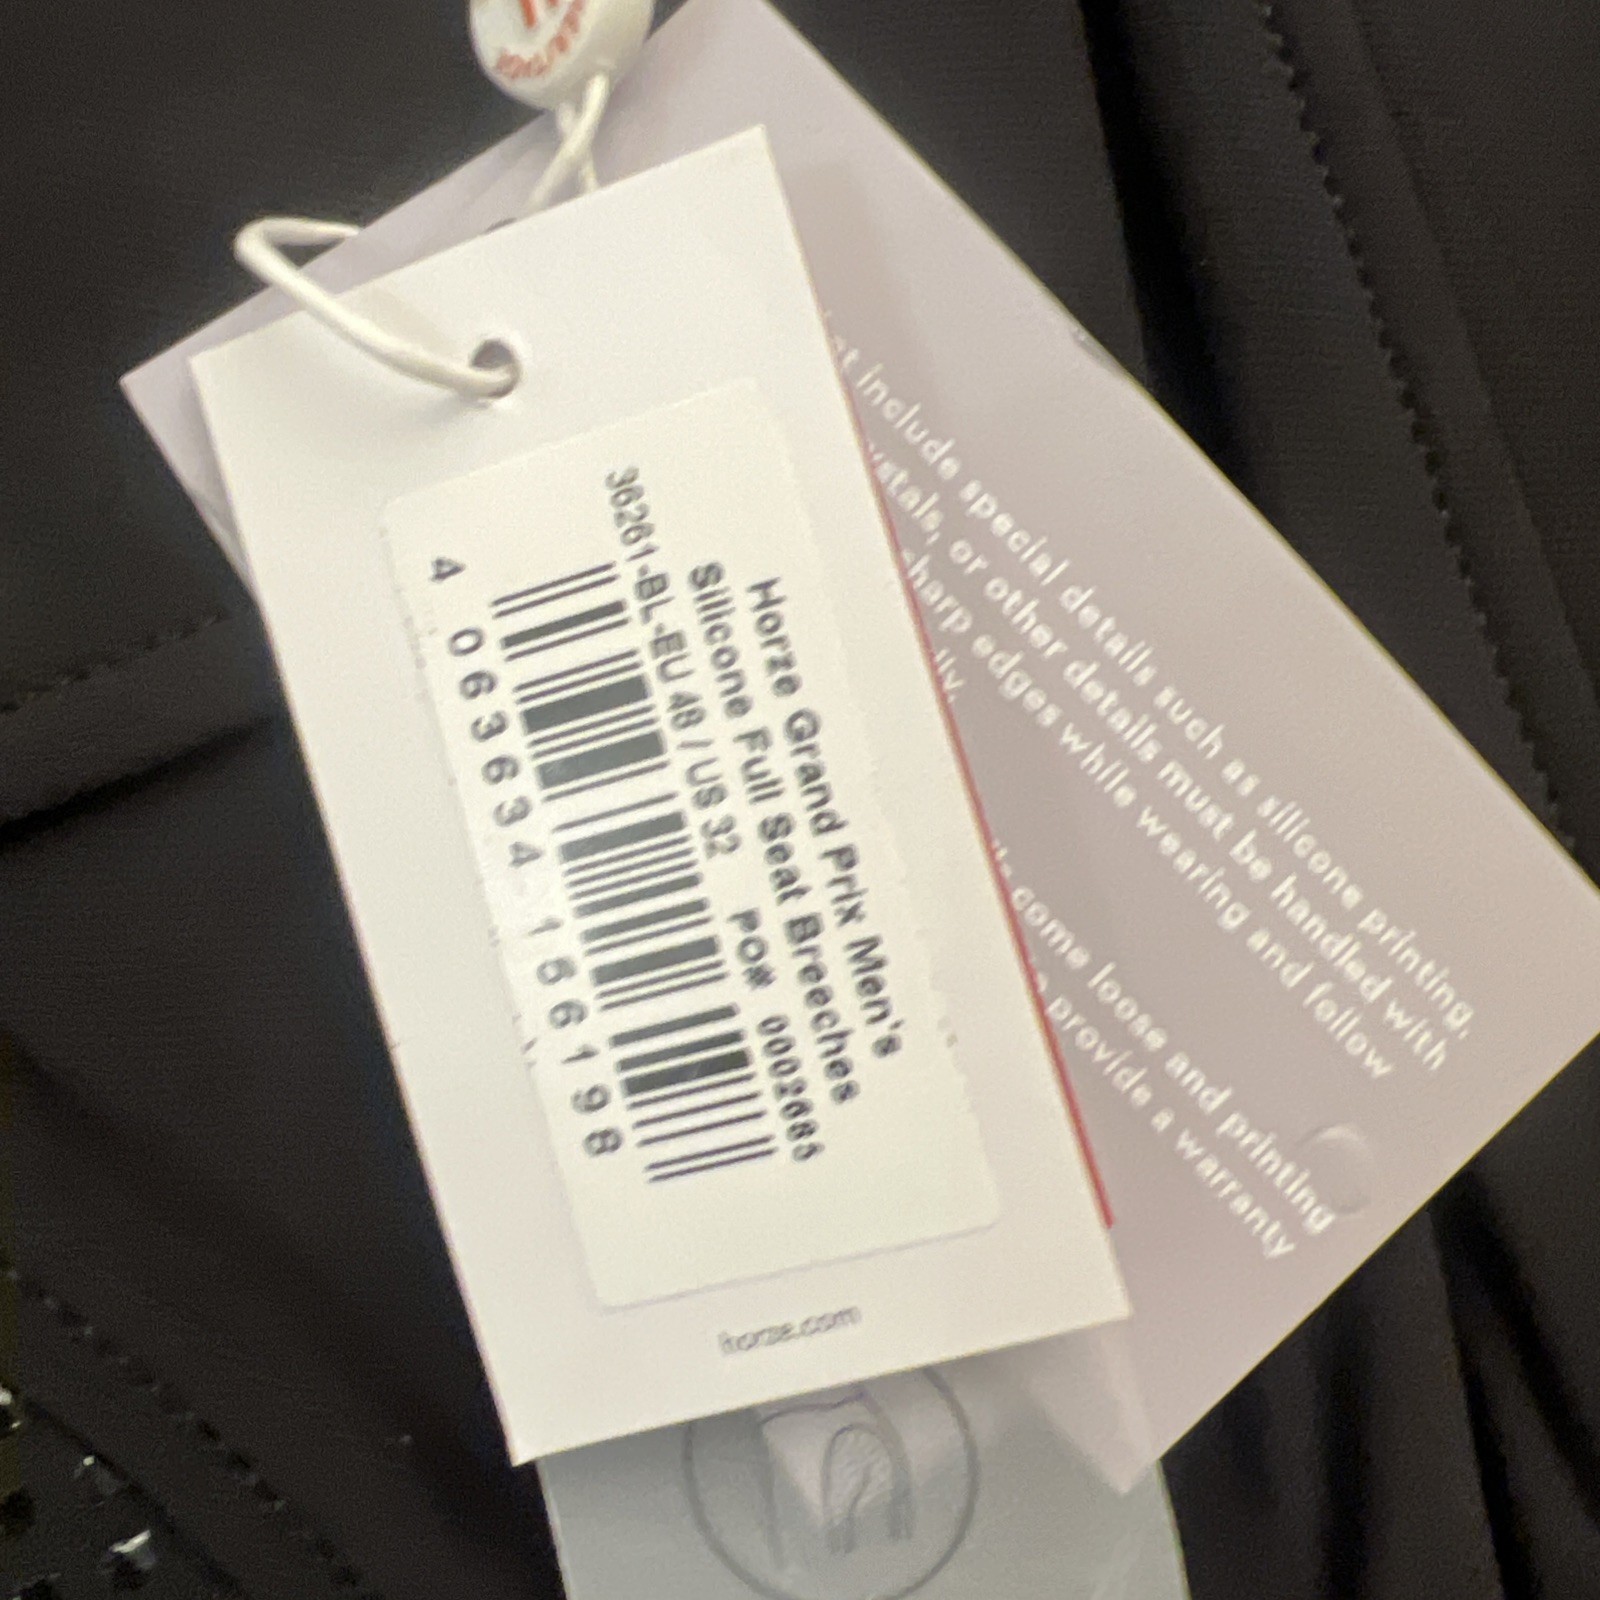 Horze Grand Prix Men's
Silicone Full Seat Breeches
36261-BL-EU 48 / US 32 PO# 0002685
4 063634 156198
horze.com
include special details such as silicone printing,
or other details must be handled with
sharp edges while wearing and follow
come loose and printing
provide a warranty